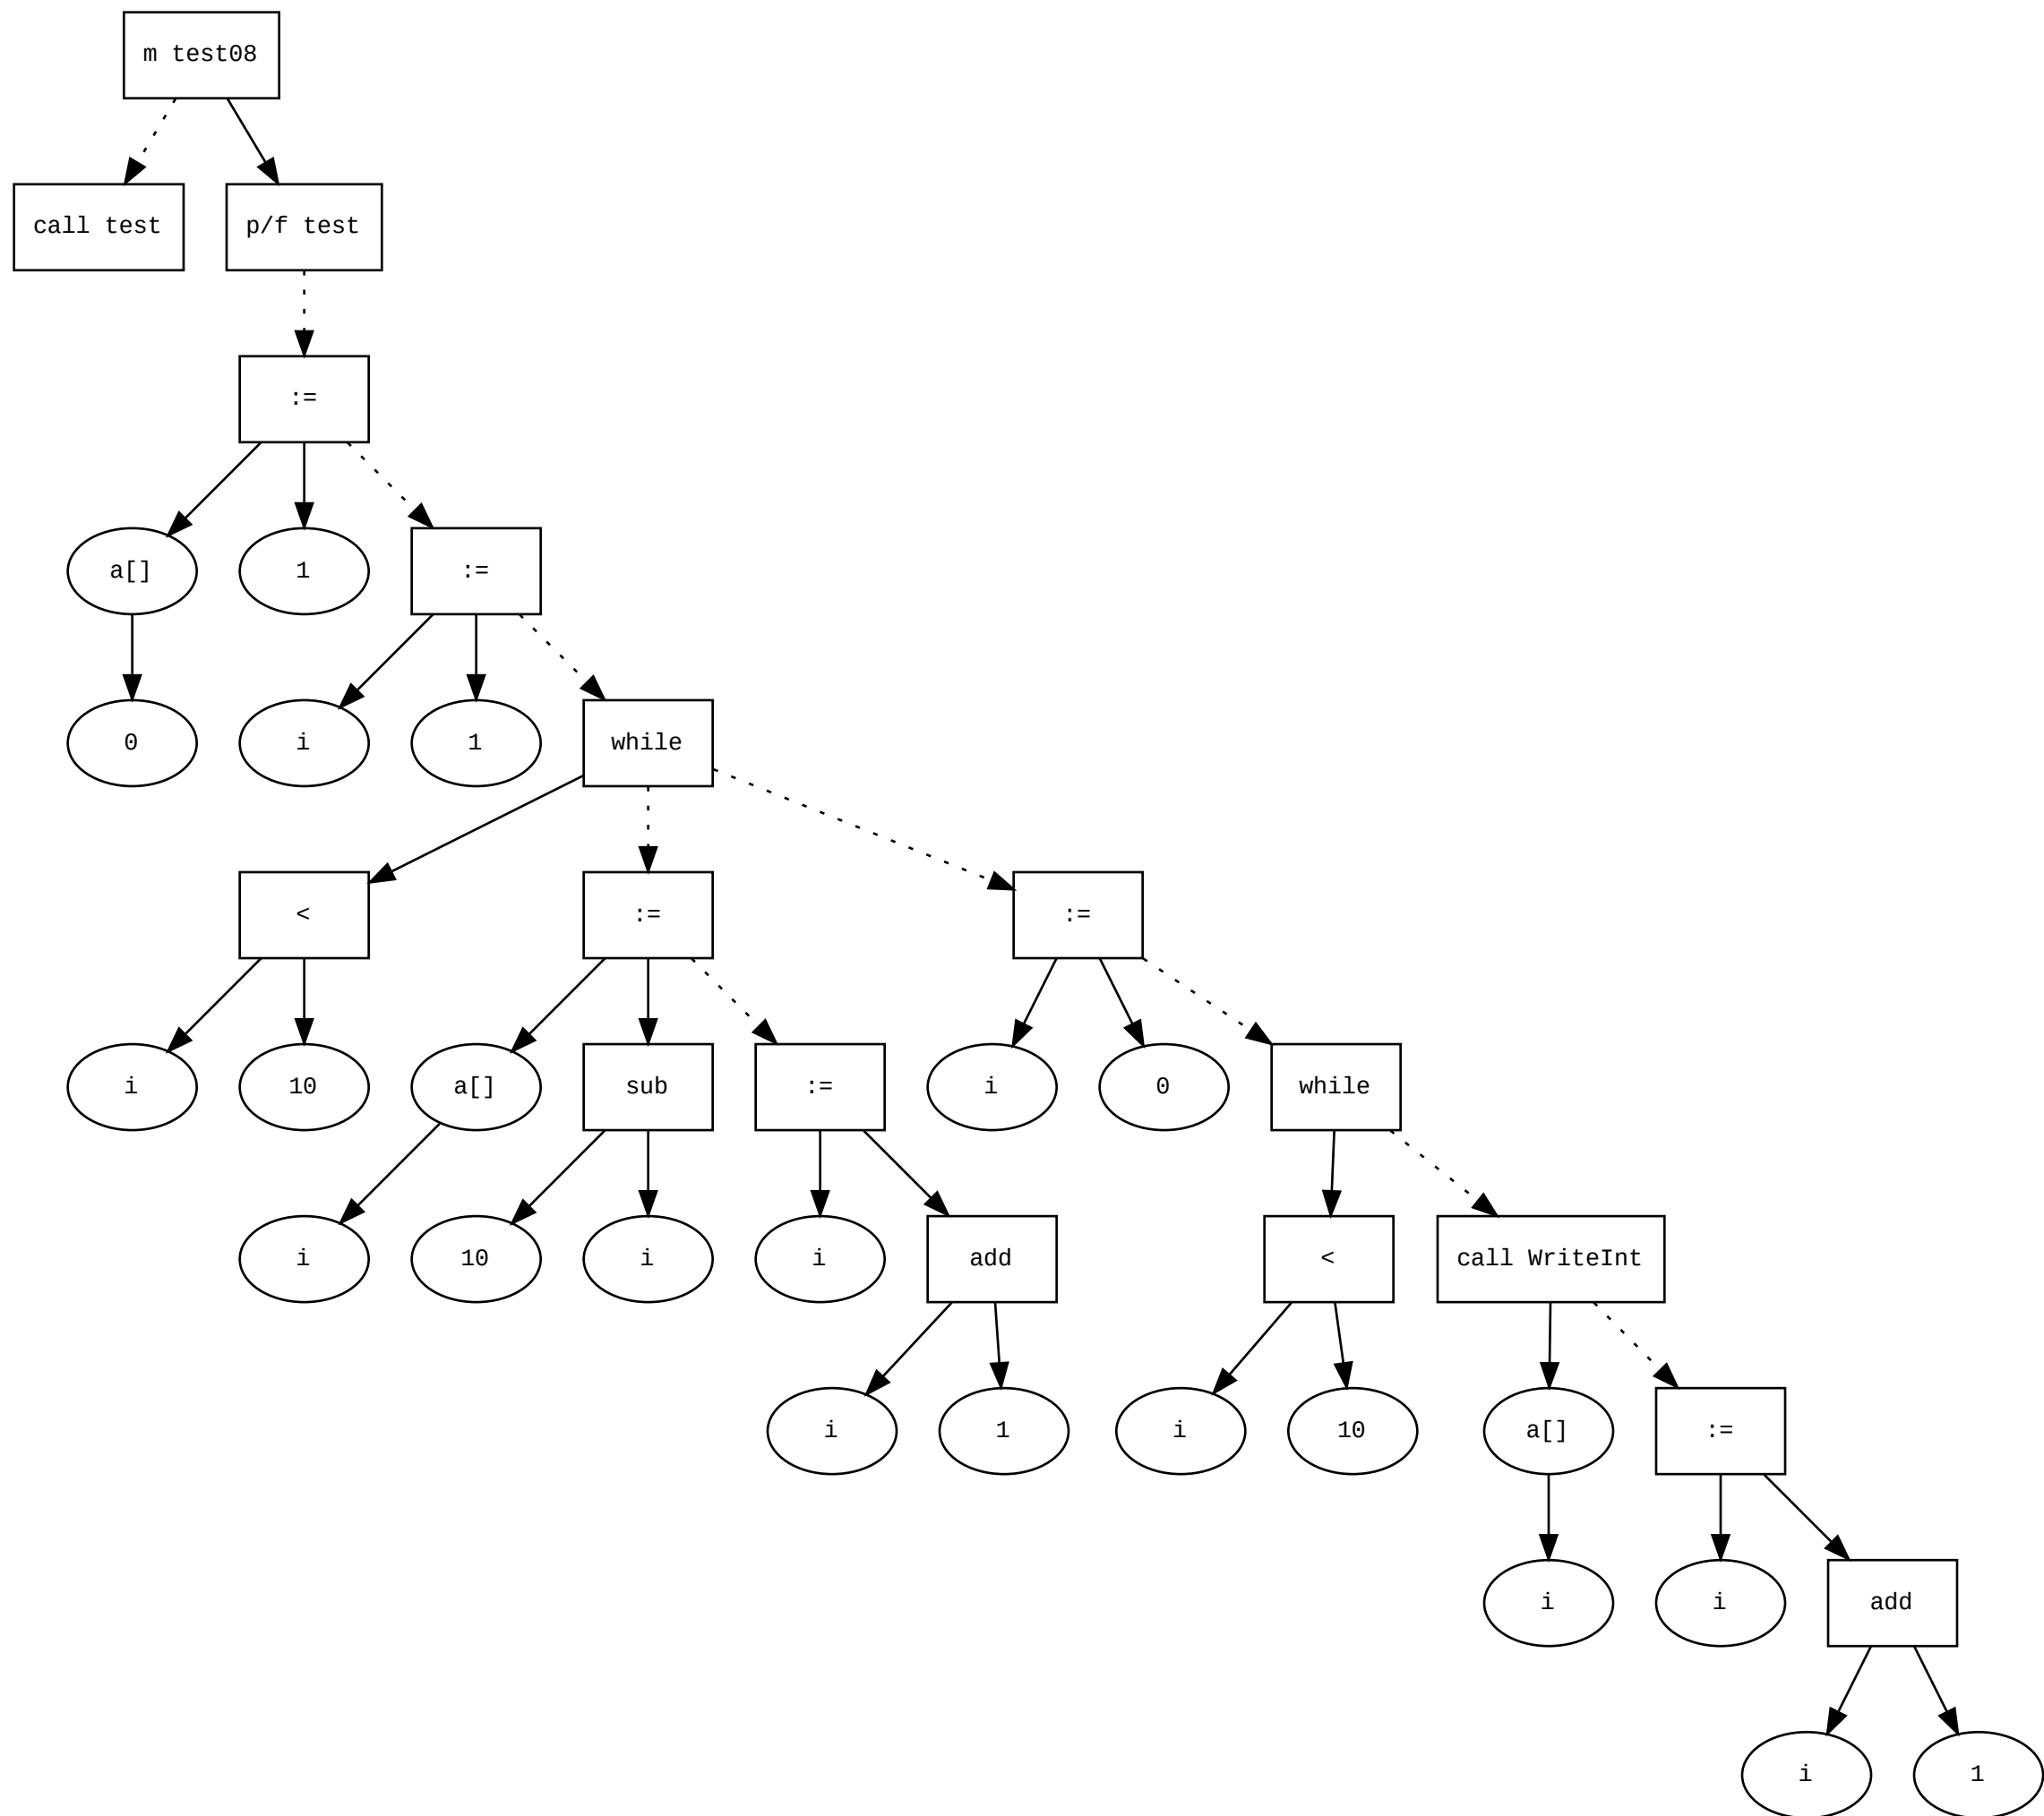 m test08
call test
p/f test
:=
a[]
1
:=
0
i
1
while
<
:=
:=
i
10
a[]
sub
:=
i
0
while
i
10
i
i
add
<
call WriteInt
i
1
i
10
a[]
:=
i
i
add
i
1